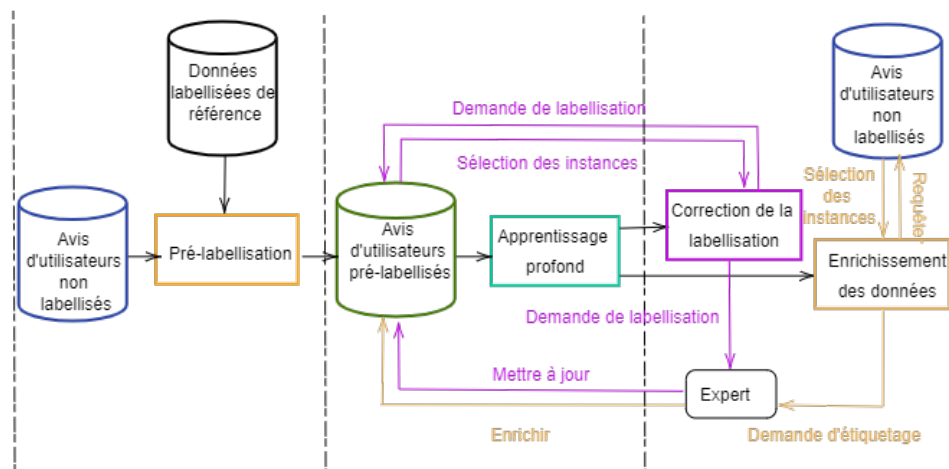 Données
labellisées de
référence
Avis
d'utilisateurs
non
labellisés
Demande de labellisation
Sélection des instances
Sélection
des
instances
Requête
Avis
d'utilisateurs
non
labellisés
Pré-labellisation
Avis
d'utilisateurs
pré-labellisés
Apprentissage
profond
Correction de la
labellisation
Enrichissement
des données
Demande de labellisation
Mettre à jour
Expert
Enrichir
Demande d'étiquetage